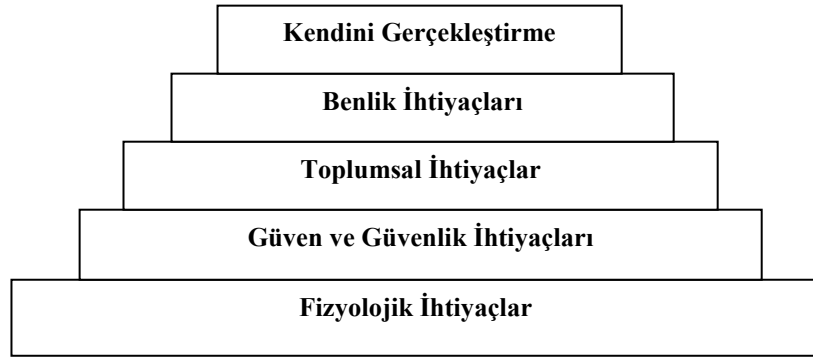 Kendini Gerçekleştirme
Benlik İhtiyaçları
Toplumsal İhtiyaçlar
Güven ve Güvenlik İhtiyaçları
Fizyolojik İhtiyaçlar